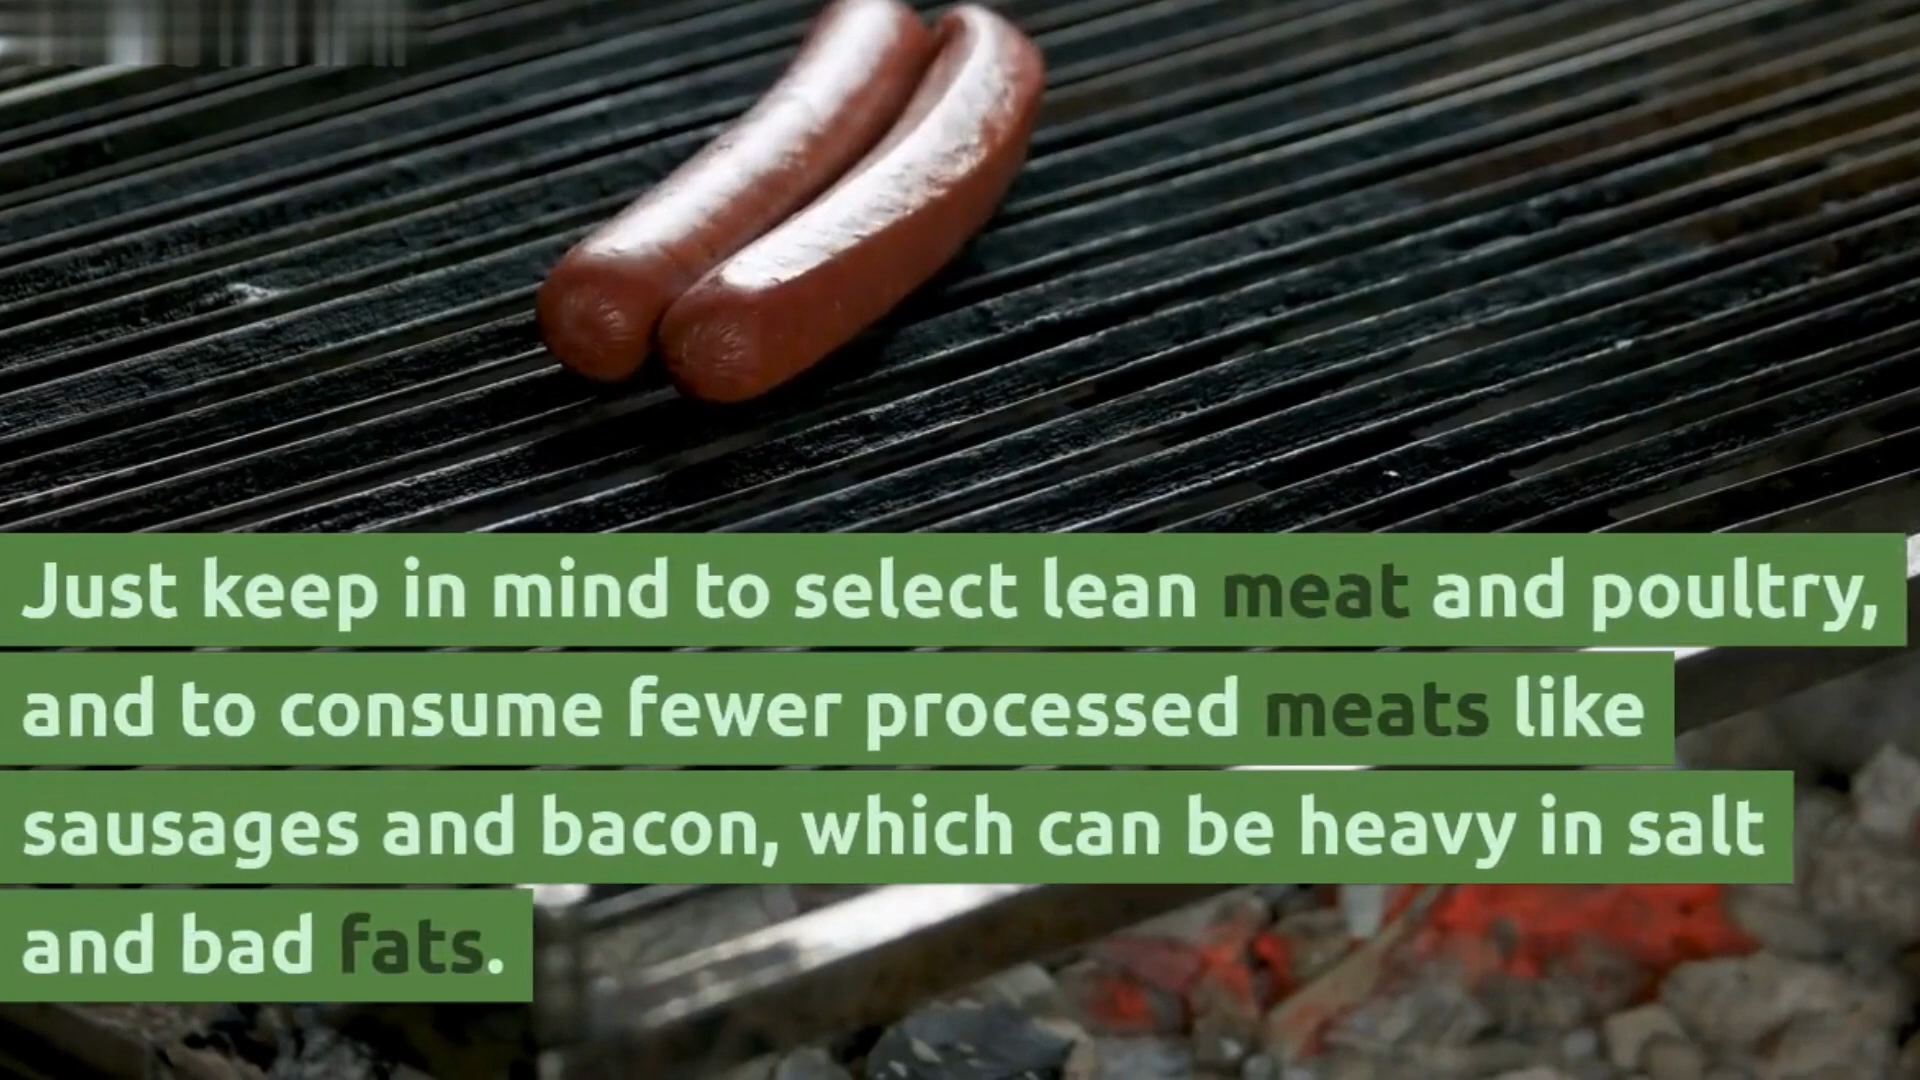 Just keep in mind to select lean meat and poultry,
and to consume fewer processed meats like
sausages and bacon, which can be heavy in salt
and bad fats.